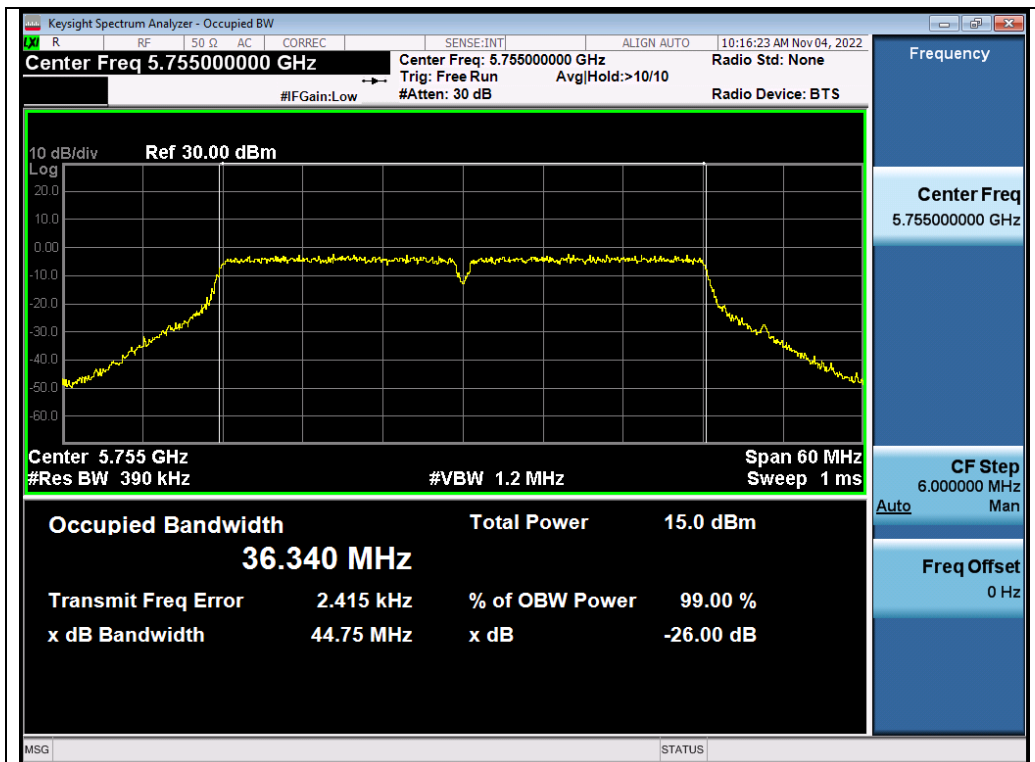 Keysight Spectrum Analyzer - Occupied BW
LXI R RF 50 Ω AC CORREC SENSE:INT ALIGN AUTO 10:16:23 AM Nov 04, 2022
Center Freq 5.755000000 GHz
Center Freq: 5.755000000 GHz
Radio Std: None
Trig: Free Run Avg|Hold:>10/10
#IFGain:Low
#Atten: 30 dB
Radio Device: BTS
10 dB/div Ref 30.00 dBm
Log
20.0
10.0
0.00
-10.0
-20.0
-30.0
-40.0
-50.0
-60.0
Center 5.755 GHz Span 60 MHz
#Res BW 390 kHz #VBW 1.2 MHz Sweep 1 ms
Occupied Bandwidth Total Power 15.0 dBm
36.340 MHz
Transmit Freq Error 2.415 kHz % of OBW Power 99.00 %
x dB Bandwidth 44.75 MHz x dB -26.00 dB
Frequency
Center Freq
5.755000000 GHz
CF Step
6.000000 MHz
Auto Man
Freq Offset
0 Hz
MSG STATUS